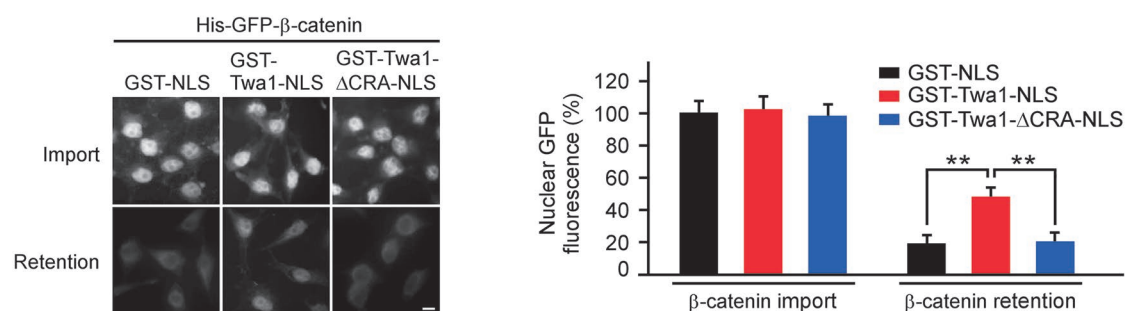 His-GFP-β-catenin
GST-NLS
GST-
Twa1-NLS
GST-Twa1-
ΔCRA-NLS
Import
Retention
Nuclear GFP
fluorescence (%)
120
100
80
60
40
20
0
GST-NLS
GST-Twa1-NLS
GST-Twa1-ΔCRA-NLS
** **
β-catenin import
β-catenin retention